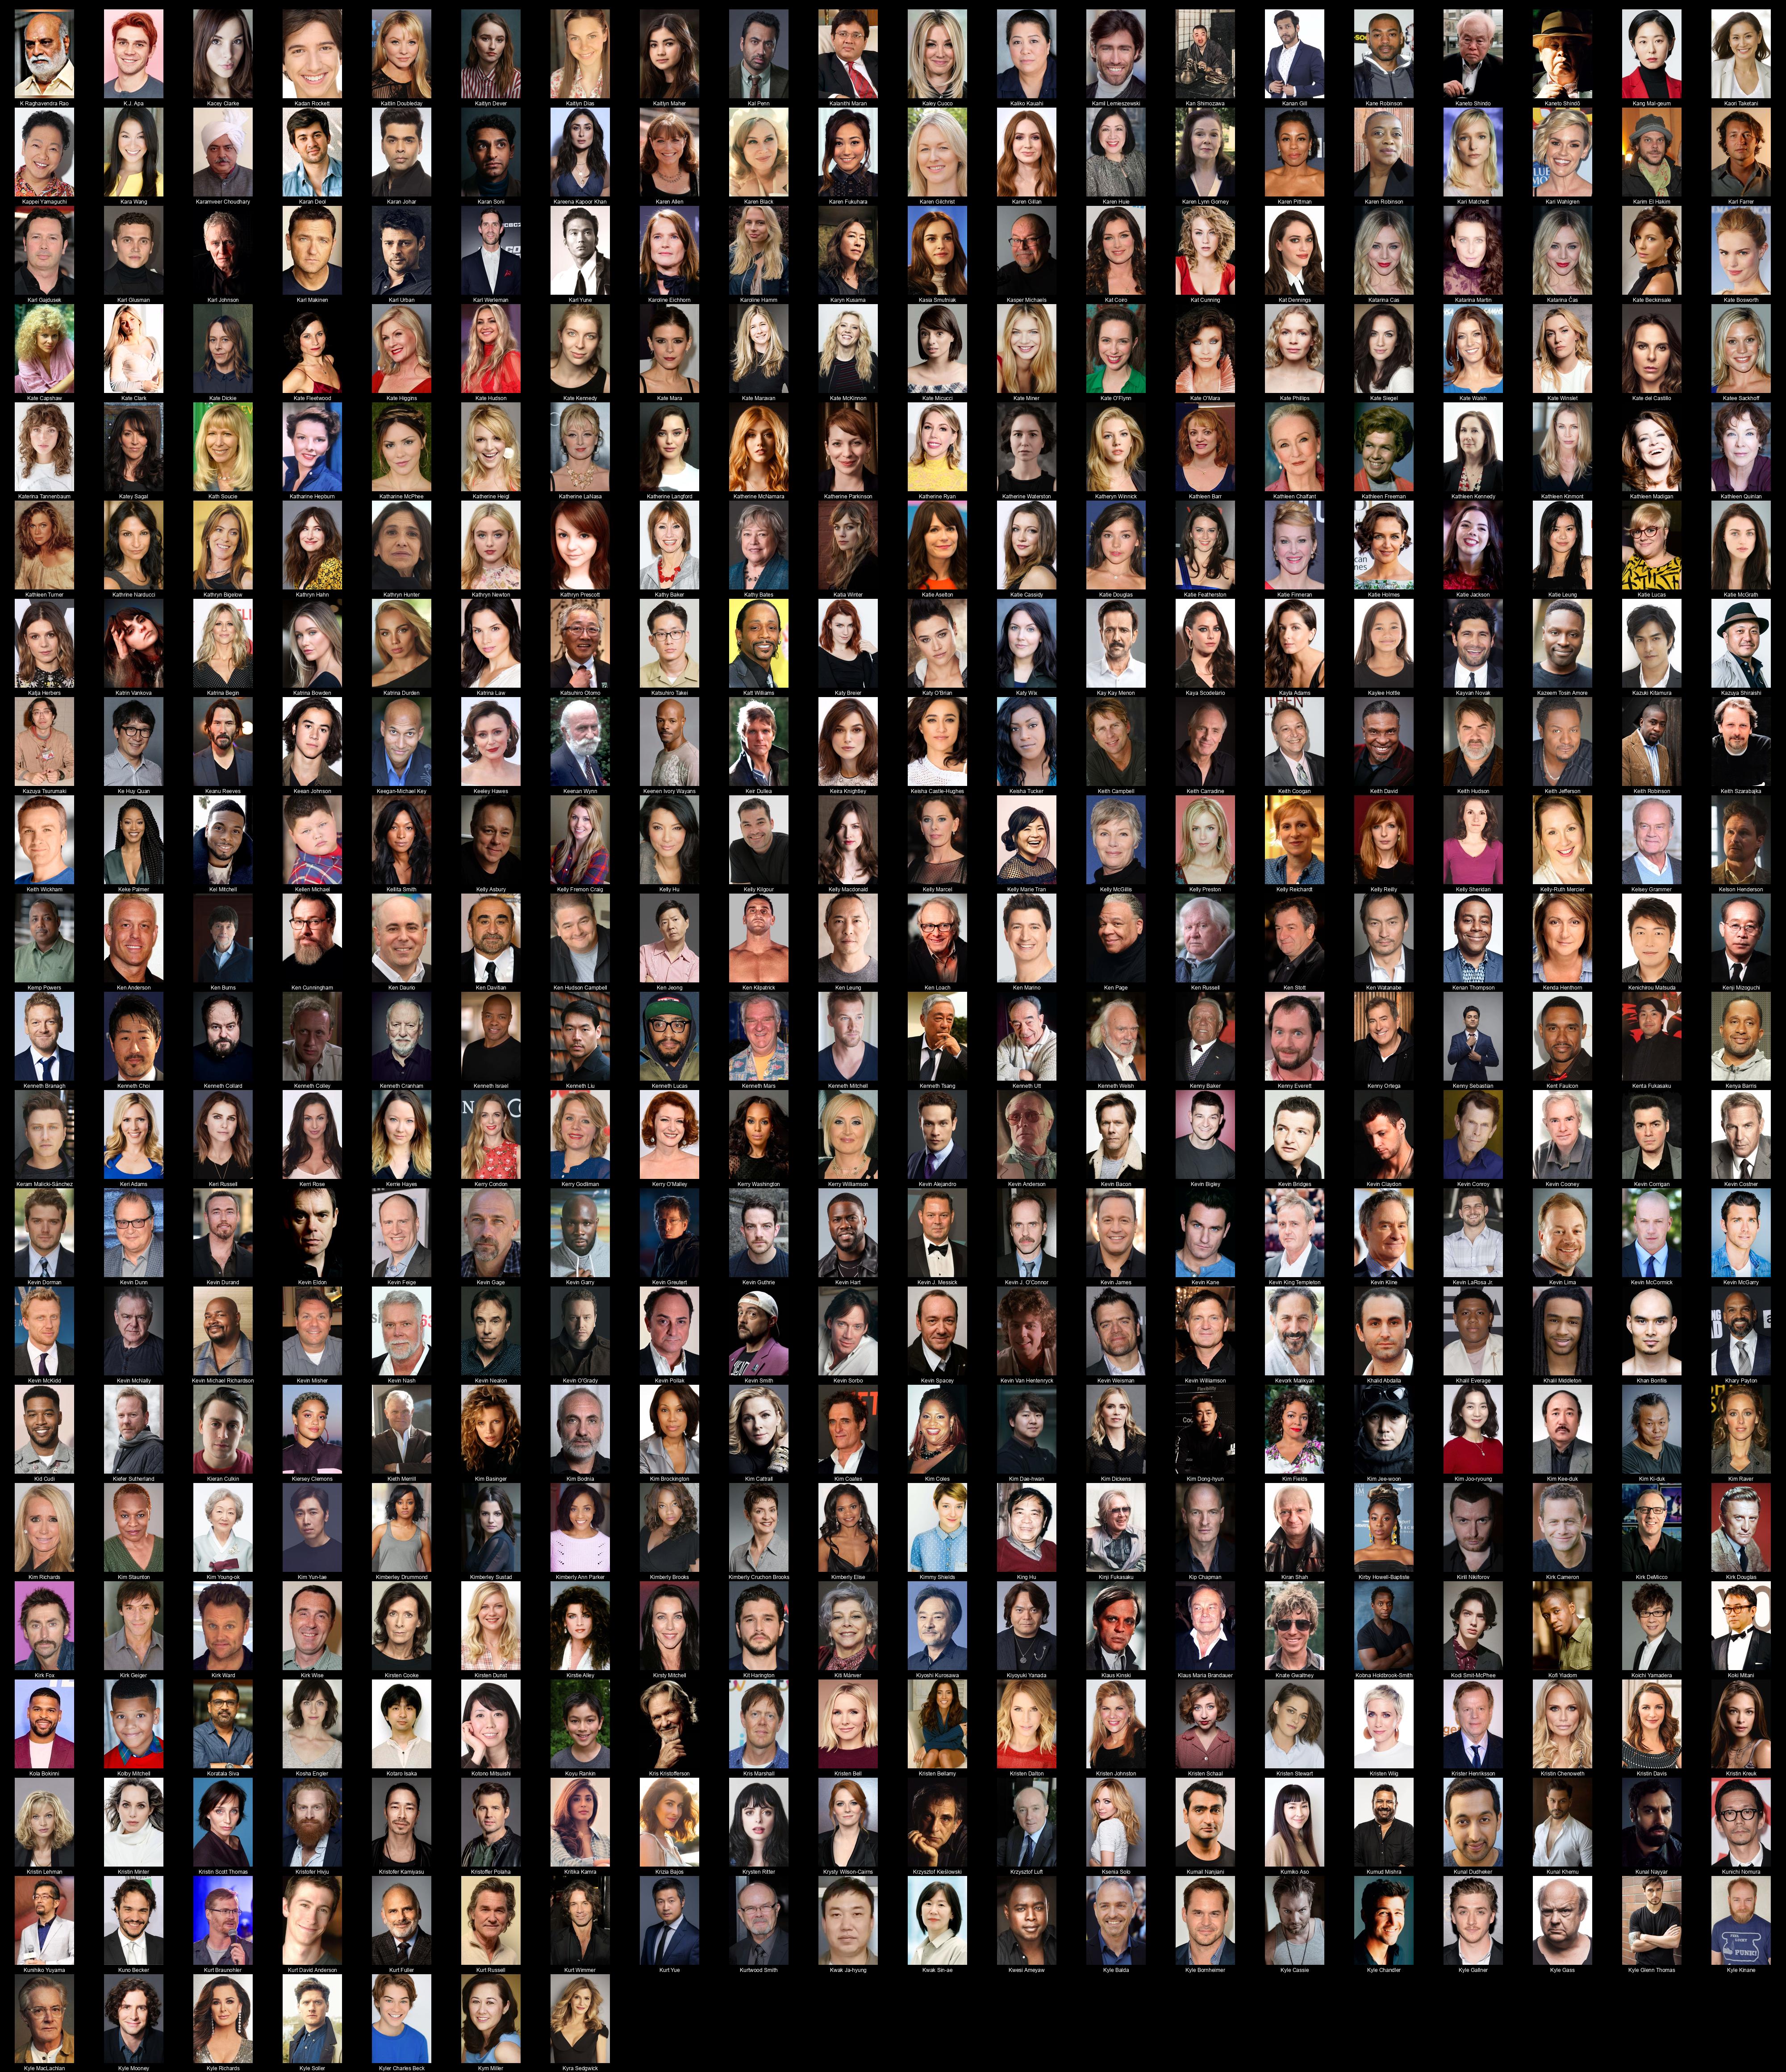 K Raghavendra Rao K.J. Apa Kacey Clarke Kadan Rockett Kaitlin Doubleday Kaitlyn Dever Kaitlyn Dias Kaitlyn Maher Kal Penn Kalanithi Maran Kaley Cuoco Kaliko Kauahi Kamil Lemieszewski Kan Shimozawa Kanan Gill Kane Robinson Kaneto Shindo Kaneto Shindô Kang Mal-geum Kaori Taketani
Kappei Yamaguchi Kara Wang Karamveer Choudhary Karan Deol Karan Johar Karan Soni Kareena Kapoor Khan Karen Allen Karen Black Karen Fukuhara Karen Gilchrist Karen Gillan Karen Huie Karen Lynn Gorney Karen Pittman Karen Robinson Kari Matchett Kari Wahlgren Karim El Hakim Karl Farrer
Karl Gajdusek Karl Glusman Karl Johnson Karl Makinen Karl Urban Karl Werleman Karl Yune Karoline Eichhorn Karoline Hamm Karyn Kusama Kasia Smutniak Kasper Michaels Kat Coiro Kat Cunning Kat Dennings Katarina Cas Katarina Martin Katarina Čas Kate Beckinsale Kate Bosworth
Kate Capshaw Kate Clark Kate Dickie Kate Fleetwood Kate Higgins Kate Hudson Kate Kennedy Kate Mara Kate Maravan Kate McKinnon Kate Micucci Kate Miner Kate O'Flynn Kate O'Mara Kate Phillips Kate Siegel Kate Walsh Kate Winslet Kate del Castillo Katee Sackhoff
Katerina Tannenbaum Katey Sagal Kath Soucie Katharine Hepburn Katharine McPhee Katherine Heigl Katherine LaNasa Katherine Langford Katherine McNamara Katherine Parkinson Katherine Ryan Katherine Waterston Katheryn Winnick Kathleen Barr Kathleen Chalfant Kathleen Freeman Kathleen Kennedy Kathleen Kinmont Kathleen Madigan Kathleen Quinlan
Kathleen Turner Kathrine Narducci Kathryn Bigelow Kathryn Hahn Kathryn Hunter Kathryn Newton Kathryn Prescott Kathy Baker Kathy Bates Katia Winter Katie Aselton Katie Cassidy Katie Douglas Katie Featherston Katie Finneran Katie Holmes Katie Jackson Katie Leung Katie Lucas Katie McGrath
Katja Herbers Katrin Vankova Katrina Begin Katrina Bowden Katrina Durden Katrina Law Katsuhiro Otomo Katsuhiro Takei Katt Williams Katy Breier Katy O'Brian Katy Wix Kay Kay Menon Kaya Scodelario Kayla Adams Kaylee Hottle Kayvan Novak Kazeem Tosin Amore Kazuki Kitamura Kazuya Shiraishi
Kazuya Tsurumaki Ke Huy Quan Keanu Reeves Kean Johnson Keegan-Michael Key Keeley Hawes Keenan Wynn Keenen Ivory Wayans Keir Dullea Keira Knightley Keisha Castle-Hughes Keisha Tucker Keith Campbell Keith Carradine Keith Coogan Keith David Keith Hudson Keith Jefferson Keith Robinson Keith Szarabajka
Keith Wickham Keke Palmer Kel Mitchell Kellen Michael Kellita Smith Kelly Asbury Kelly Fremon Craig Kelly Hu Kelly Kilgour Kelly Macdonald Kelly Marcel Kelly Marie Tran Kelly McGillis Kelly Preston Kelly Reichardt Kelly Reilly Kelly Sheridan Kelly-Ruth Mercier Kelsey Grammer Kelson Henderson
Kemp Powers Ken Anderson Ken Burns Ken Cunningham Ken Daurio Ken Davitian Ken Hudson Campbell Ken Jeong Ken Kilpatrick Ken Leung Ken Loach Ken Marino Ken Page Ken Russell Ken Stott Ken Watanabe Kenan Thompson Kenda Henthorn Kenichirou Matsuda Kenji Mizoguchi
Kenneth Branagh Kenneth Choi Kenneth Collard Kenneth Colley Kenneth Cranham Kenneth Israel Kenneth Liu Kenneth Lucas Kenneth Mars Kenneth Mitchell Kenneth Tsang Kenneth Utt Kenneth Welsh Kenny Baker Kenny Everett Kenny Ortega Kenny Sebastian Kent Faulcon Kenta Fukasaku Kenya Barris
Keram Malicki-Sánchez Keri Adams Keri Russell Kerri Rose Kerrie Hayes Kerry Condon Kerry Godliman Kerry O'Malley Kerry Washington Kerry Williamson Kevin Alejandro Kevin Anderson Kevin Bacon Kevin Bigley Kevin Bridges Kevin Claydon Kevin Conroy Kevin Cooney Kevin Corrigan Kevin Costner
Kevin Dorman Kevin Dunn Kevin Durand Kevin Eldon Kevin Feige Kevin Gage Kevin Garry Kevin Greutert Kevin Guthrie Kevin Hart Kevin J. Messick Kevin J. O'Connor Kevin James Kevin Kane Kevin King Templeton Kevin Kline Kevin LaRosa Jr. Kevin Lima Kevin McCormick Kevin McGarry
Kevin McKidd Kevin McNally Kevin Michael Richardson Kevin Misher Kevin Nash Kevin Nealon Kevin O'Grady Kevin Pollak Kevin Smith Kevin Sorbo Kevin Spacey Kevin Van Hentenryck Kevin Weisman Kevin Williamson Kevork Malikyan Khalid Abdalla Khalil Everage Khalil Middleton Khan Bonfils Khary Payton
Kid Cudi Kiefer Sutherland Kieran Culkin Kiersey Clemons Kieth Merrill Kim Basinger Kim Bodnia Kim Brockington Kim Cattrall Kim Coates Kim Coles Kim Dae-hwan Kim Dickens Kim Dong-hyun Kim Fields Kim Jee-woon Kim Joo-ryoung Kim Kee-duk Kim Ki-duk Kim Raver
Kim Richards Kim Staunton Kim Young-ok Kim Yun-tae Kimberley Drummond Kimberley Sustad Kimberly Ann Parker Kimberly Brooks Kimberly Cruchon Brooks Kimberly Elise Kimmy Shields King Hu Kinji Fukasaku Kip Chapman Kiran Shah Kirby Howell-Baptiste Kirill Nikiforov Kirk Cameron Kirk DeMicco Kirk Douglas
Kirk Fox Kirk Geiger Kirk Ward Kirk Wise Kirsten Cooke Kirsten Dunst Kirstie Alley Kirsty Mitchell Kit Harington Kiti Mánver Kiyoshi Kurosawa Kiyoyuki Yanada Klaus Kinski Klaus Maria Brandauer Knate Gwaltney Kobna Holdbrook-Smith Kodi Smit-McPhee Kofi Yiadom Koichi Yamadera Koki Mitani
Kola Bokinni Kolby Mitchell Koratala Siva Kosha Engler Kotaro Isaka Kotono Mitsuishi Koyu Rankin Kris Kristofferson Kris Marshall Kristen Bell Kristen Bellamy Kristen Dalton Kristen Johnston Kristen Schaal Kristen Stewart Kristen Wiig Krister Henriksson Kristin Chenoweth Kristin Davis Kristin Kreuk
Kristin Lehman Kristin Minter Kristin Scott Thomas Kristofer Hivju Kristofer Kamiyasu Kristoffer Polaha Kritika Kamra Krizia Bajos Krysten Ritter Krysty Wilson-Cairns Krzysztof Kieślowski Krzysztof Luft Ksenia Solo Kumail Nanjiani Kumiko Aso Kumud Mishra Kunal Dudheker Kunal Khemu Kunal Nayyar Kunichi Nomura
Kunihiko Yuyama Kuno Becker Kurt Braunohler Kurt David Anderson Kurt Fuller Kurt Russell Kurt Wimmer Kurt Yue Kurtwood Smith Kwak Ja-hyung Kwak Sin-ae Kwesi Ameyaw Kyle Balda Kyle Bornheimer Kyle Cassie Kyle Chandler Kyle Gallner Kyle Gass Kyle Glenn Thomas Kyle Kinane
Kyle MacLachlan Kyle Mooney Kyle Richards Kyle Soller Kyler Charles Beck Kym Miller Kyra Sedgwick